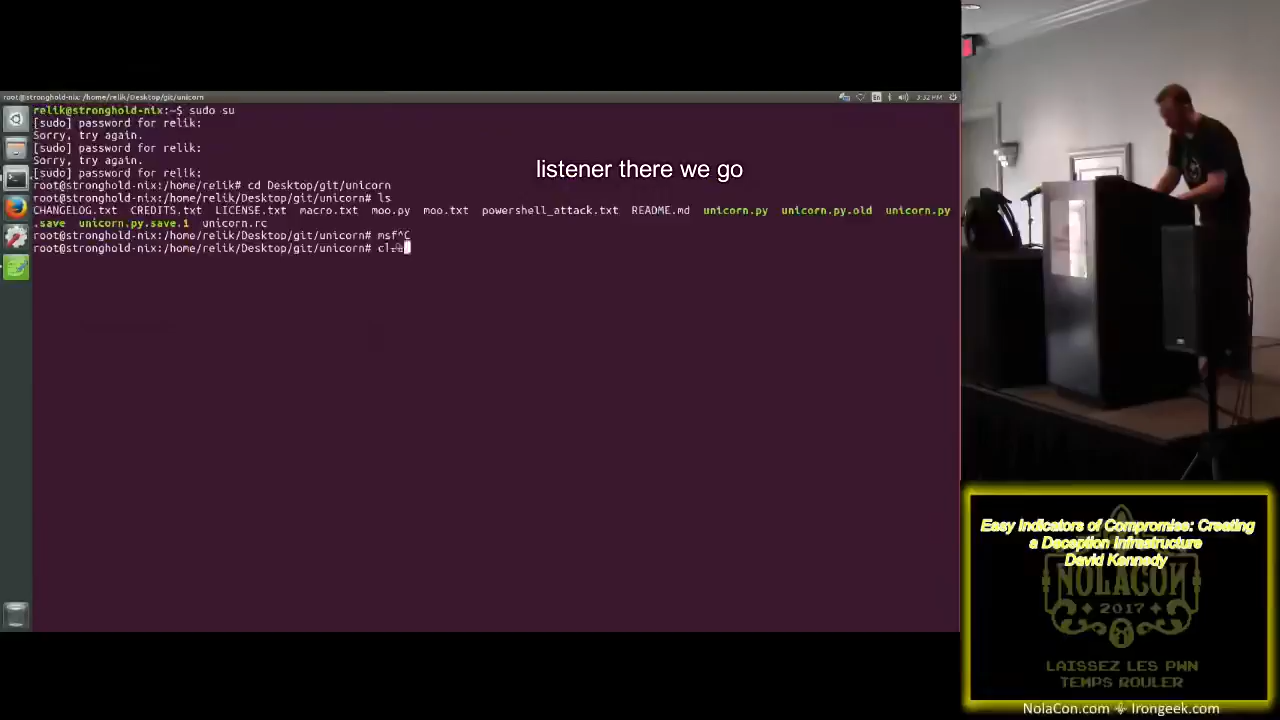 root@stronghold-nix: /home/relik/Desktop/git/unicorn
En
3:32 PM
relik@stronghold-nix:~$ sudo su
[sudo] password for relik:
Sorry, try again.
[sudo] password for relik:
Sorry, try again.
[sudo] password for relik:
root@stronghold-nix:/home/relik# cd Desktop/git/unicorn
root@stronghold-nix:/home/relik/Desktop/git/unicorn# ls
CHANGELOG.txt CREDITS.txt LICENSE.txt macro.txt moo.py moo.txt powershell_attack.txt README.md unicorn.py unicorn.py.old unicorn.py
.save unicorn.py.save.1 unicorn.rc
root@stronghold-nix:/home/relik/Desktop/git/unicorn# msf^C
root@stronghold-nix:/home/relik/Desktop/git/unicorn#
listener there we go
Easy Indicators of Compromise: Creating
a Deception Infrastructure
David Kennedy
NOLACON
2017
LAISSEZ LES PWN
TEMPS ROULER
NolaCon.com
Irongeek.com